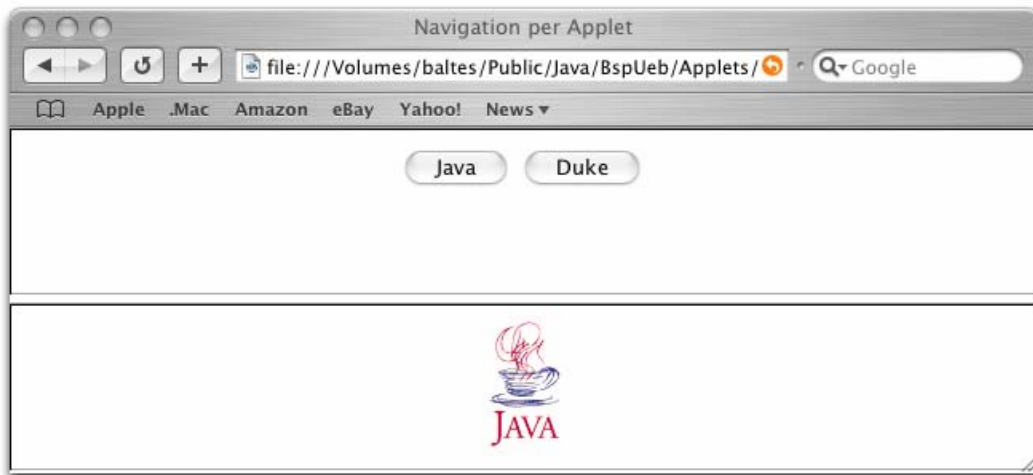 Navigation per Applet
file:///Volumes/baltes/Public/Java/BspUeb/Applets/ Google
Apple .Mac Amazon eBay Yahoo! News
Java Duke
JAVA